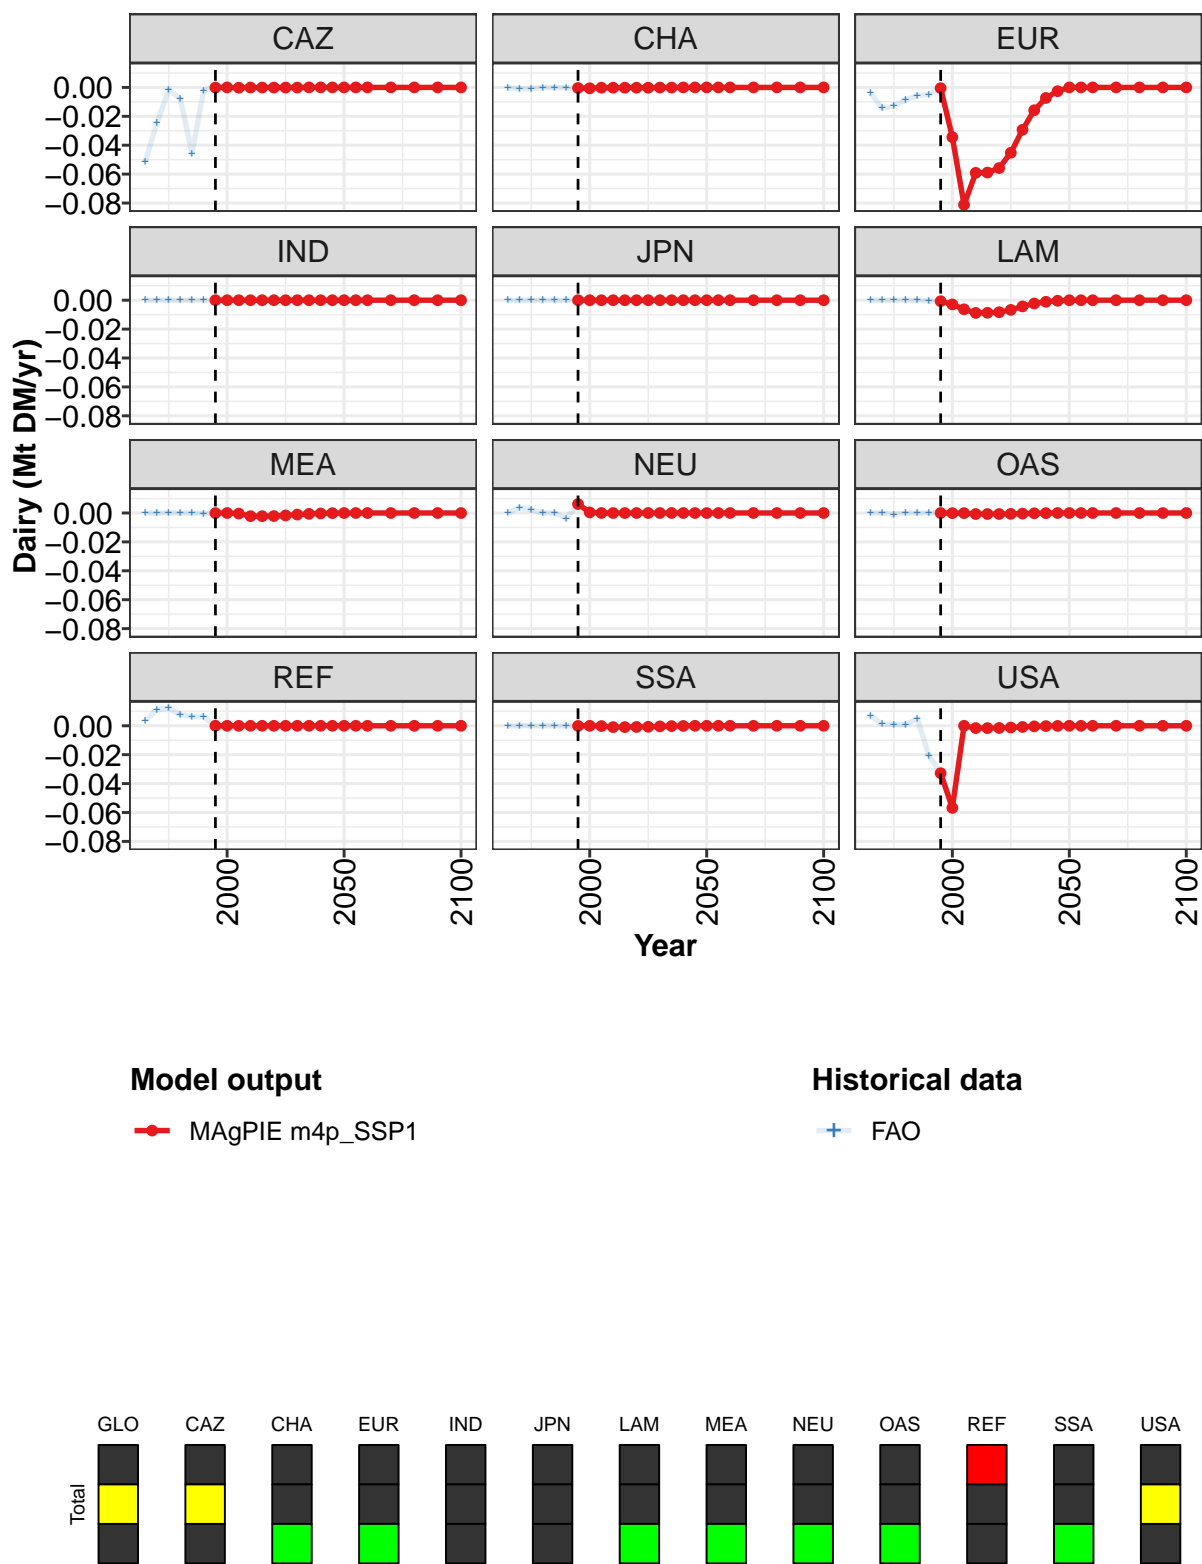 CAZ CHA EUR
0.00
−0.02
−0.04
−0.06
−0.08
IND JPN LAM
0.00
−0.02
−0.04
−0.06
−0.08
MEA NEU OAS
0.00
−0.02
−0.04
−0.06
−0.08
REF SSA USA
0.00
−0.02
−0.04
−0.06
−0.08
Dairy (Mt DM/yr)
2000 2050 2100 2000 2050 2100 2000 2050 2100
Year
Model output Historical data
MAgPIE m4p_SSP1 FAO
GLO CAZ CHA EUR IND JPN LAM MEA NEU OAS REF SSA USA
Total